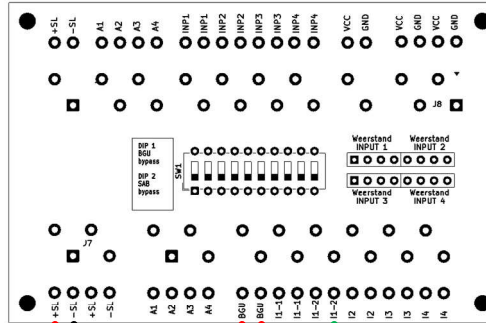 +SL -SL A1 A2 A3 A4 INP1 INP1 INP2 INP2 INP3 INP3 INP4 INP4 VCC GND VCC GND VCC GND
J8
DIP 1
BGU
bypass
DIP 2
SAB
bypass
SW1
Weerstand
INPUT 1
Weerstand
INPUT 2
Weerstand
INPUT 3
Weerstand
INPUT 4
J7
+SL -SL +SL -SL A1 A2 A3 A4 BGU BGU I1-1 I1-1 I1-2 I1-2 I2 I2 I3 I3 I4 I4